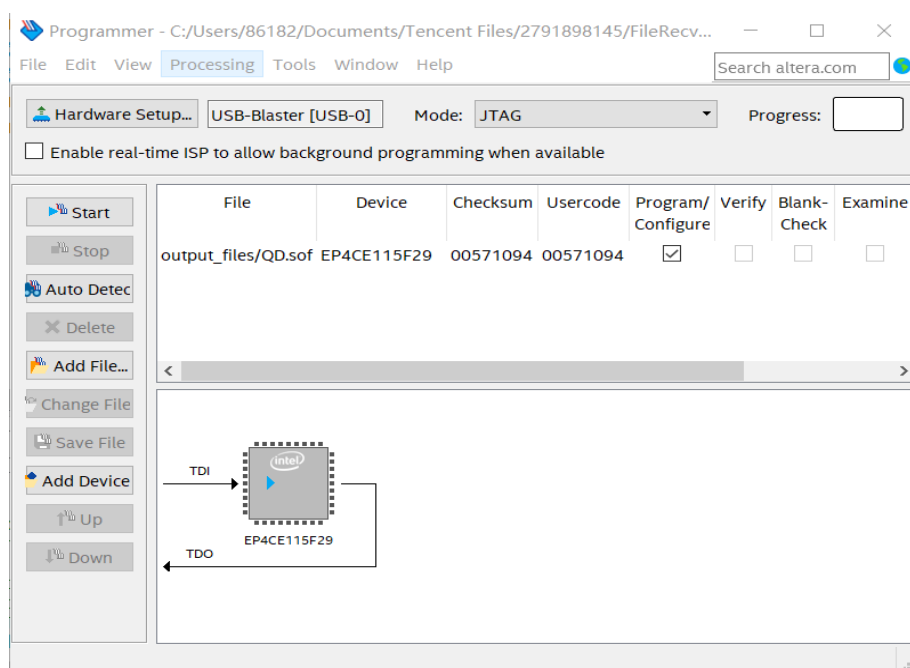 Programmer - C:/Users/86182/Documents/Tencent Files/2791898145/FileRecv...
File Edit View Processing Tools Window Help
Search altera.com
Hardware Setup... USB-Blaster [USB-0] Mode: JTAG Progress:
Enable real-time ISP to allow background programming when available
Start
Stop
Auto Detec
Delete
Add File...
Change File
Save File
Add Device
Up
Down
File Device Checksum Usercode Program/ Verify Blank- Examine
Configure Check
output_files/QD.sof EP4CE115F29 00571094 00571094
TDI
intel
EP4CE115F29
TDO